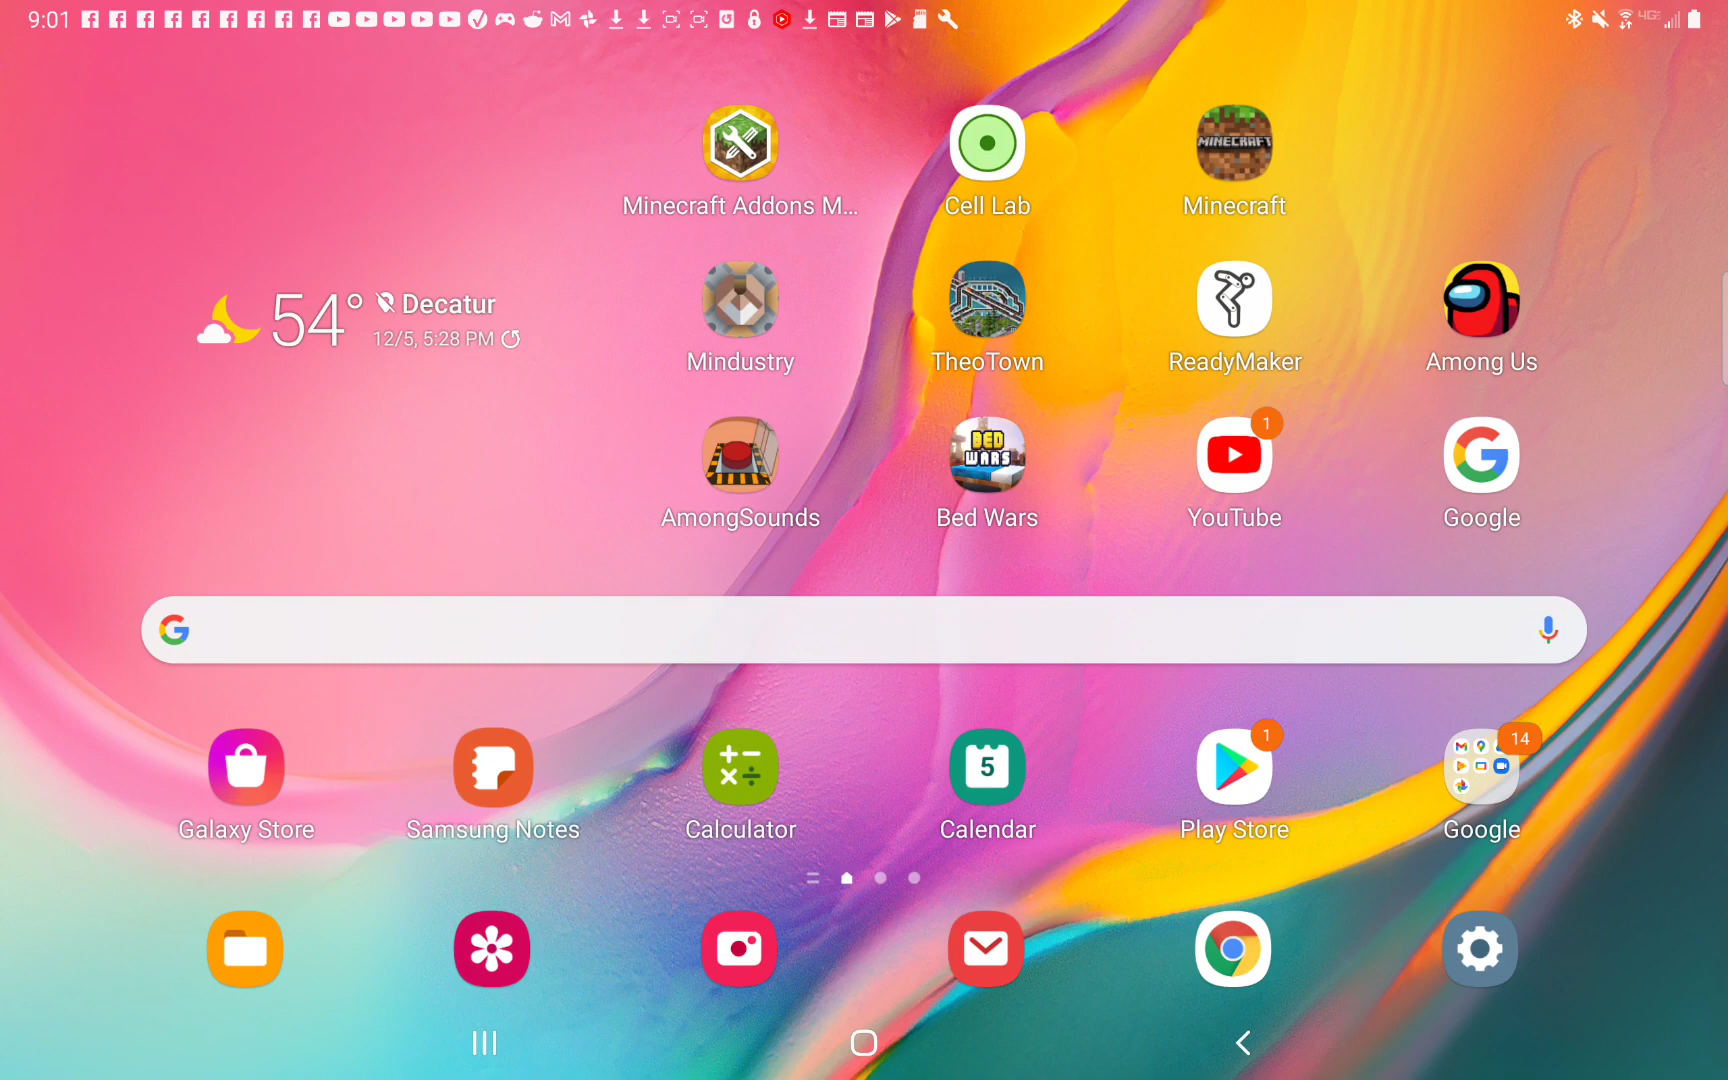 9:01
4GE
Minecraft Addons M...
Cell Lab
MINECRAFT
Minecraft
54° Decatur
12/5, 5:28 PM
Mindustry
TheoTown
ReadyMaker
Among Us
BED
WARS
1
AmongSounds
Bed Wars
YouTube
Google
5
1
14
Galaxy Store
Samsung Notes
Calculator
Calendar
Play Store
Google